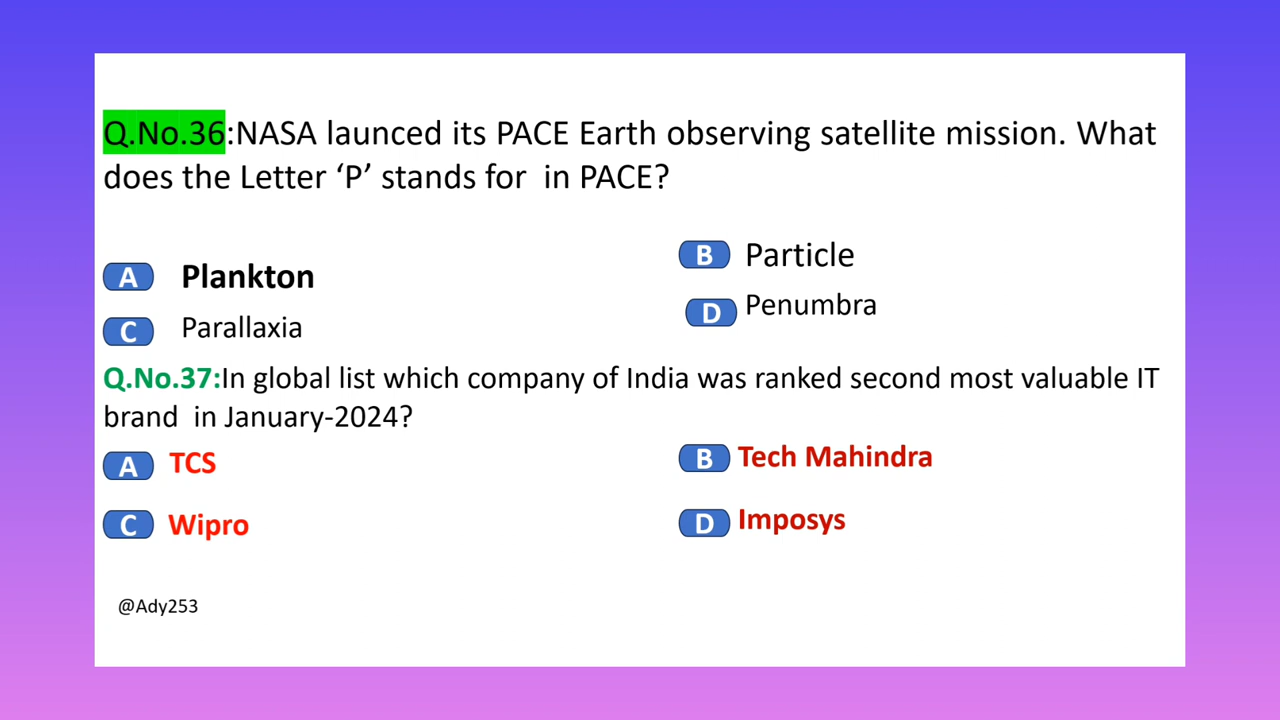 Q.No.36:NASA launced its PACE Earth observing satellite mission. What
does the Letter ‘P’ stands for in PACE?
A Plankton
B Particle
C Parallaxia
D Penumbra
Q.No.37:In global list which company of India was ranked second most valuable IT
brand in January-2024?
A TCS
B Tech Mahindra
C Wipro
D Imposys
@Ady253